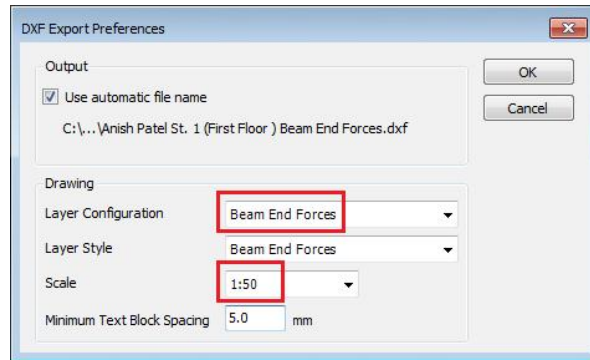 DXF Export Preferences
Output
OK
Use automatic file name
Cancel
C:\...\Anish Patel St. 1 (First Floor ) Beam End Forces.dxf
Drawing
Layer Configuration Beam End Forces
Layer Style Beam End Forces
Scale 1:50
Minimum Text Block Spacing 5.0 mm